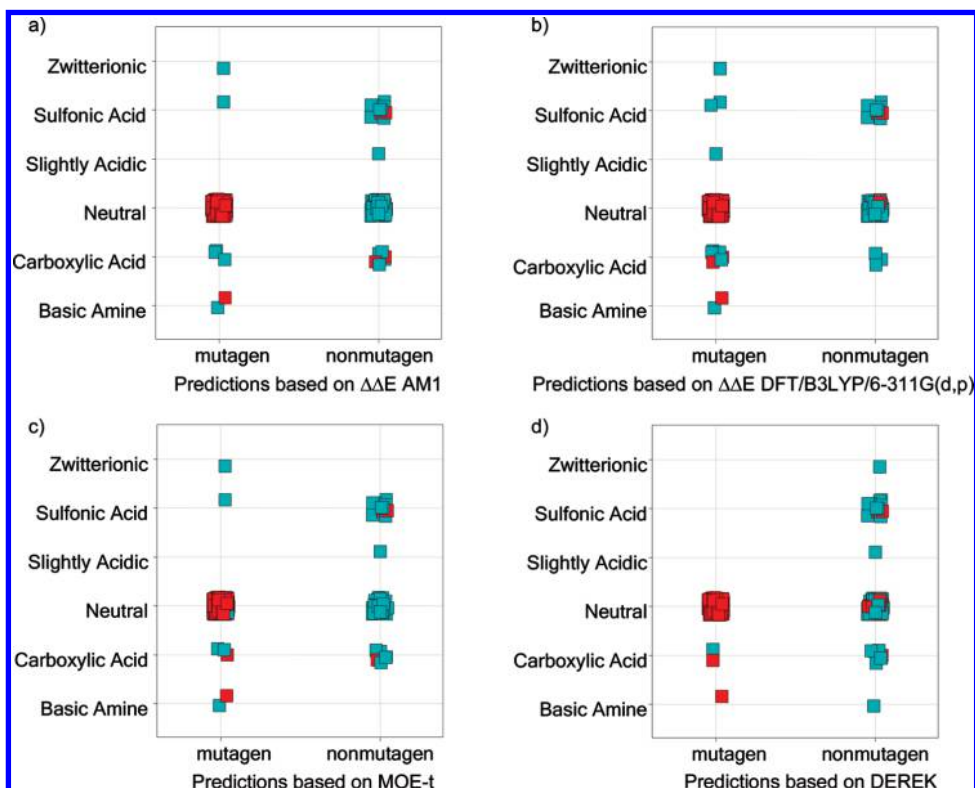 a)
Zwitterionic
Sulfonic Acid
Slightly Acidic
Neutral
Carboxylic Acid
Basic Amine
mutagen nonmutagen
Predictions based on ΔΔE AM1
b)
Zwitterionic
Sulfonic Acid
Slightly Acidic
Neutral
Carboxylic Acid
Basic Amine
mutagen nonmutagen
Predictions based on ΔΔE DFT/B3LYP/6-311G(d,p)
c)
Zwitterionic
Sulfonic Acid
Slightly Acidic
Neutral
Carboxylic Acid
Basic Amine
mutagen nonmutagen
Predictions based on MOE-t
d)
Zwitterionic
Sulfonic Acid
Slightly Acidic
Neutral
Carboxylic Acid
Basic Amine
mutagen nonmutagen
Predictions based on DEREK